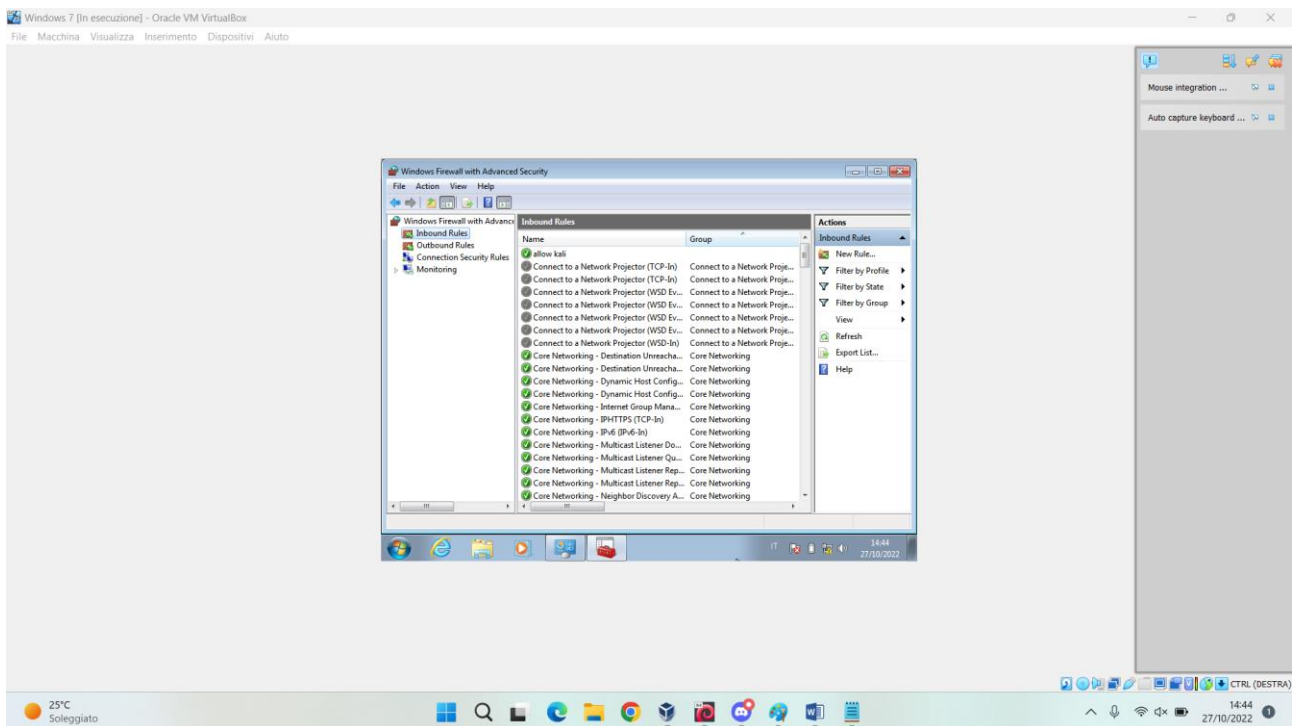 Windows 7 [In esecuzione] - Oracle VM VirtualBox
File Macchina Visualizza Inserimento Dispositivi Aiuto
Mouse integration ...
Auto capture keyboard ...
Windows Firewall with Advanced Security
File Action View Help
Windows Firewall with Advanc
Inbound Rules
Outbound Rules
Connection Security Rules
Monitoring
Inbound Rules
Name Group
allow kali
Connect to a Network Projector (TCP-In) Connect to a Network Proje...
Connect to a Network Projector (TCP-In) Connect to a Network Proje...
Connect to a Network Projector (WSD Ev... Connect to a Network Proje...
Connect to a Network Projector (WSD Ev... Connect to a Network Proje...
Connect to a Network Projector (WSD Ev... Connect to a Network Proje...
Connect to a Network Projector (WSD Ev... Connect to a Network Proje...
Connect to a Network Projector (WSD-In) Connect to a Network Proje...
Core Networking - Destination Unreacha... Core Networking
Core Networking - Destination Unreacha... Core Networking
Core Networking - Dynamic Host Config... Core Networking
Core Networking - Dynamic Host Config... Core Networking
Core Networking - Internet Group Mana... Core Networking
Core Networking - IPHTTPS (TCP-In) Core Networking
Core Networking - IPv6 (IPv6-In) Core Networking
Core Networking - Multicast Listener Do... Core Networking
Core Networking - Multicast Listener Qu... Core Networking
Core Networking - Multicast Listener Rep... Core Networking
Core Networking - Multicast Listener Rep... Core Networking
Core Networking - Neighbor Discovery A... Core Networking
Actions
Inbound Rules
New Rule...
Filter by Profile
Filter by State
Filter by Group
View
Refresh
Export List...
Help
IT
14:44
27/10/2022
CTRL (DESTRA)
25°C
Soleggiato
14:44
27/10/2022
1